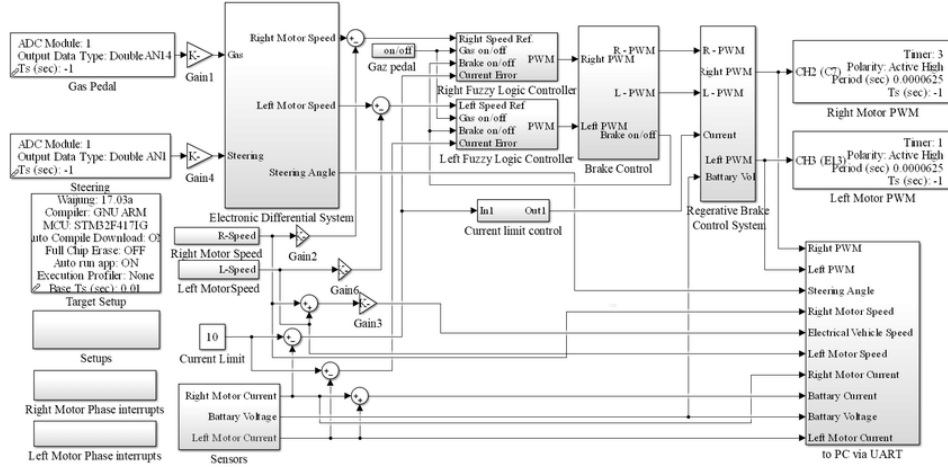 ADC Module: 1
Output Data Type: Double AN14
Ts (sec): -1
Gas Pedal
K-
Gain1
Gas
Steering
Right Motor Speed
Left Motor Speed
Steering Angle
Electronic Differential System
ADC Module: 1
Output Data Type: Double AN1
Ts (sec): -1
Steering
K-
Gain4
on/off
Gaz pedal
Right Speed Ref.
Gas on/off
Brake on/off
Current Error
PWM
Right Fuzzy Logic Controller
Left Speed Ref
Gas on/off
Brake on/off
Current Error
PWM
Left Fuzzy Logic Controller
Right PWM
Left PWM
R - PWM
L - PWM
Brake on/off
Brake Control
R - PWM
L - PWM
Current
Battary Vol
Right PWM
Left PWM
Regerative Brake
Control System
CH2 (C7)
Timer: 3
Polarity: Active High
Period (sec) 0.0000625
Ts (sec): -1
Right Motor PWM
CH3 (E13)
Timer: 1
Polarity: Active High
Period (sec) 0.0000625
Ts (sec): -1
Left Motor PWM
In1
Out1
Current limit control
Waijung: 17.03a
Compiler: GNU ARM
MCU: STM32F417IG
uto Compile Download: ON
Full Chip Erase: OFF
Auto run app: ON
Execution Profiler: None
Base Ts (sec): 0.01
Target Setup
R-Speed
Right Motor Speed
L-Speed
Left MotorSpeed
Gain2
Gain6
K-
Gain3
10
Current Limit
Setups
Right Motor Phase interrupts
Left Motor Phase interrupts
Right Motor Current
Battary Voltage
Left Motor Current
Sensors
Right PWM
Left PWM
Steering Angle
Right Motor Speed
Electrical Vehicle Speed
Left Motor Speed
Right Motor Current
Battary Current
Battary Voltage
Left Motor Current
to PC via UART